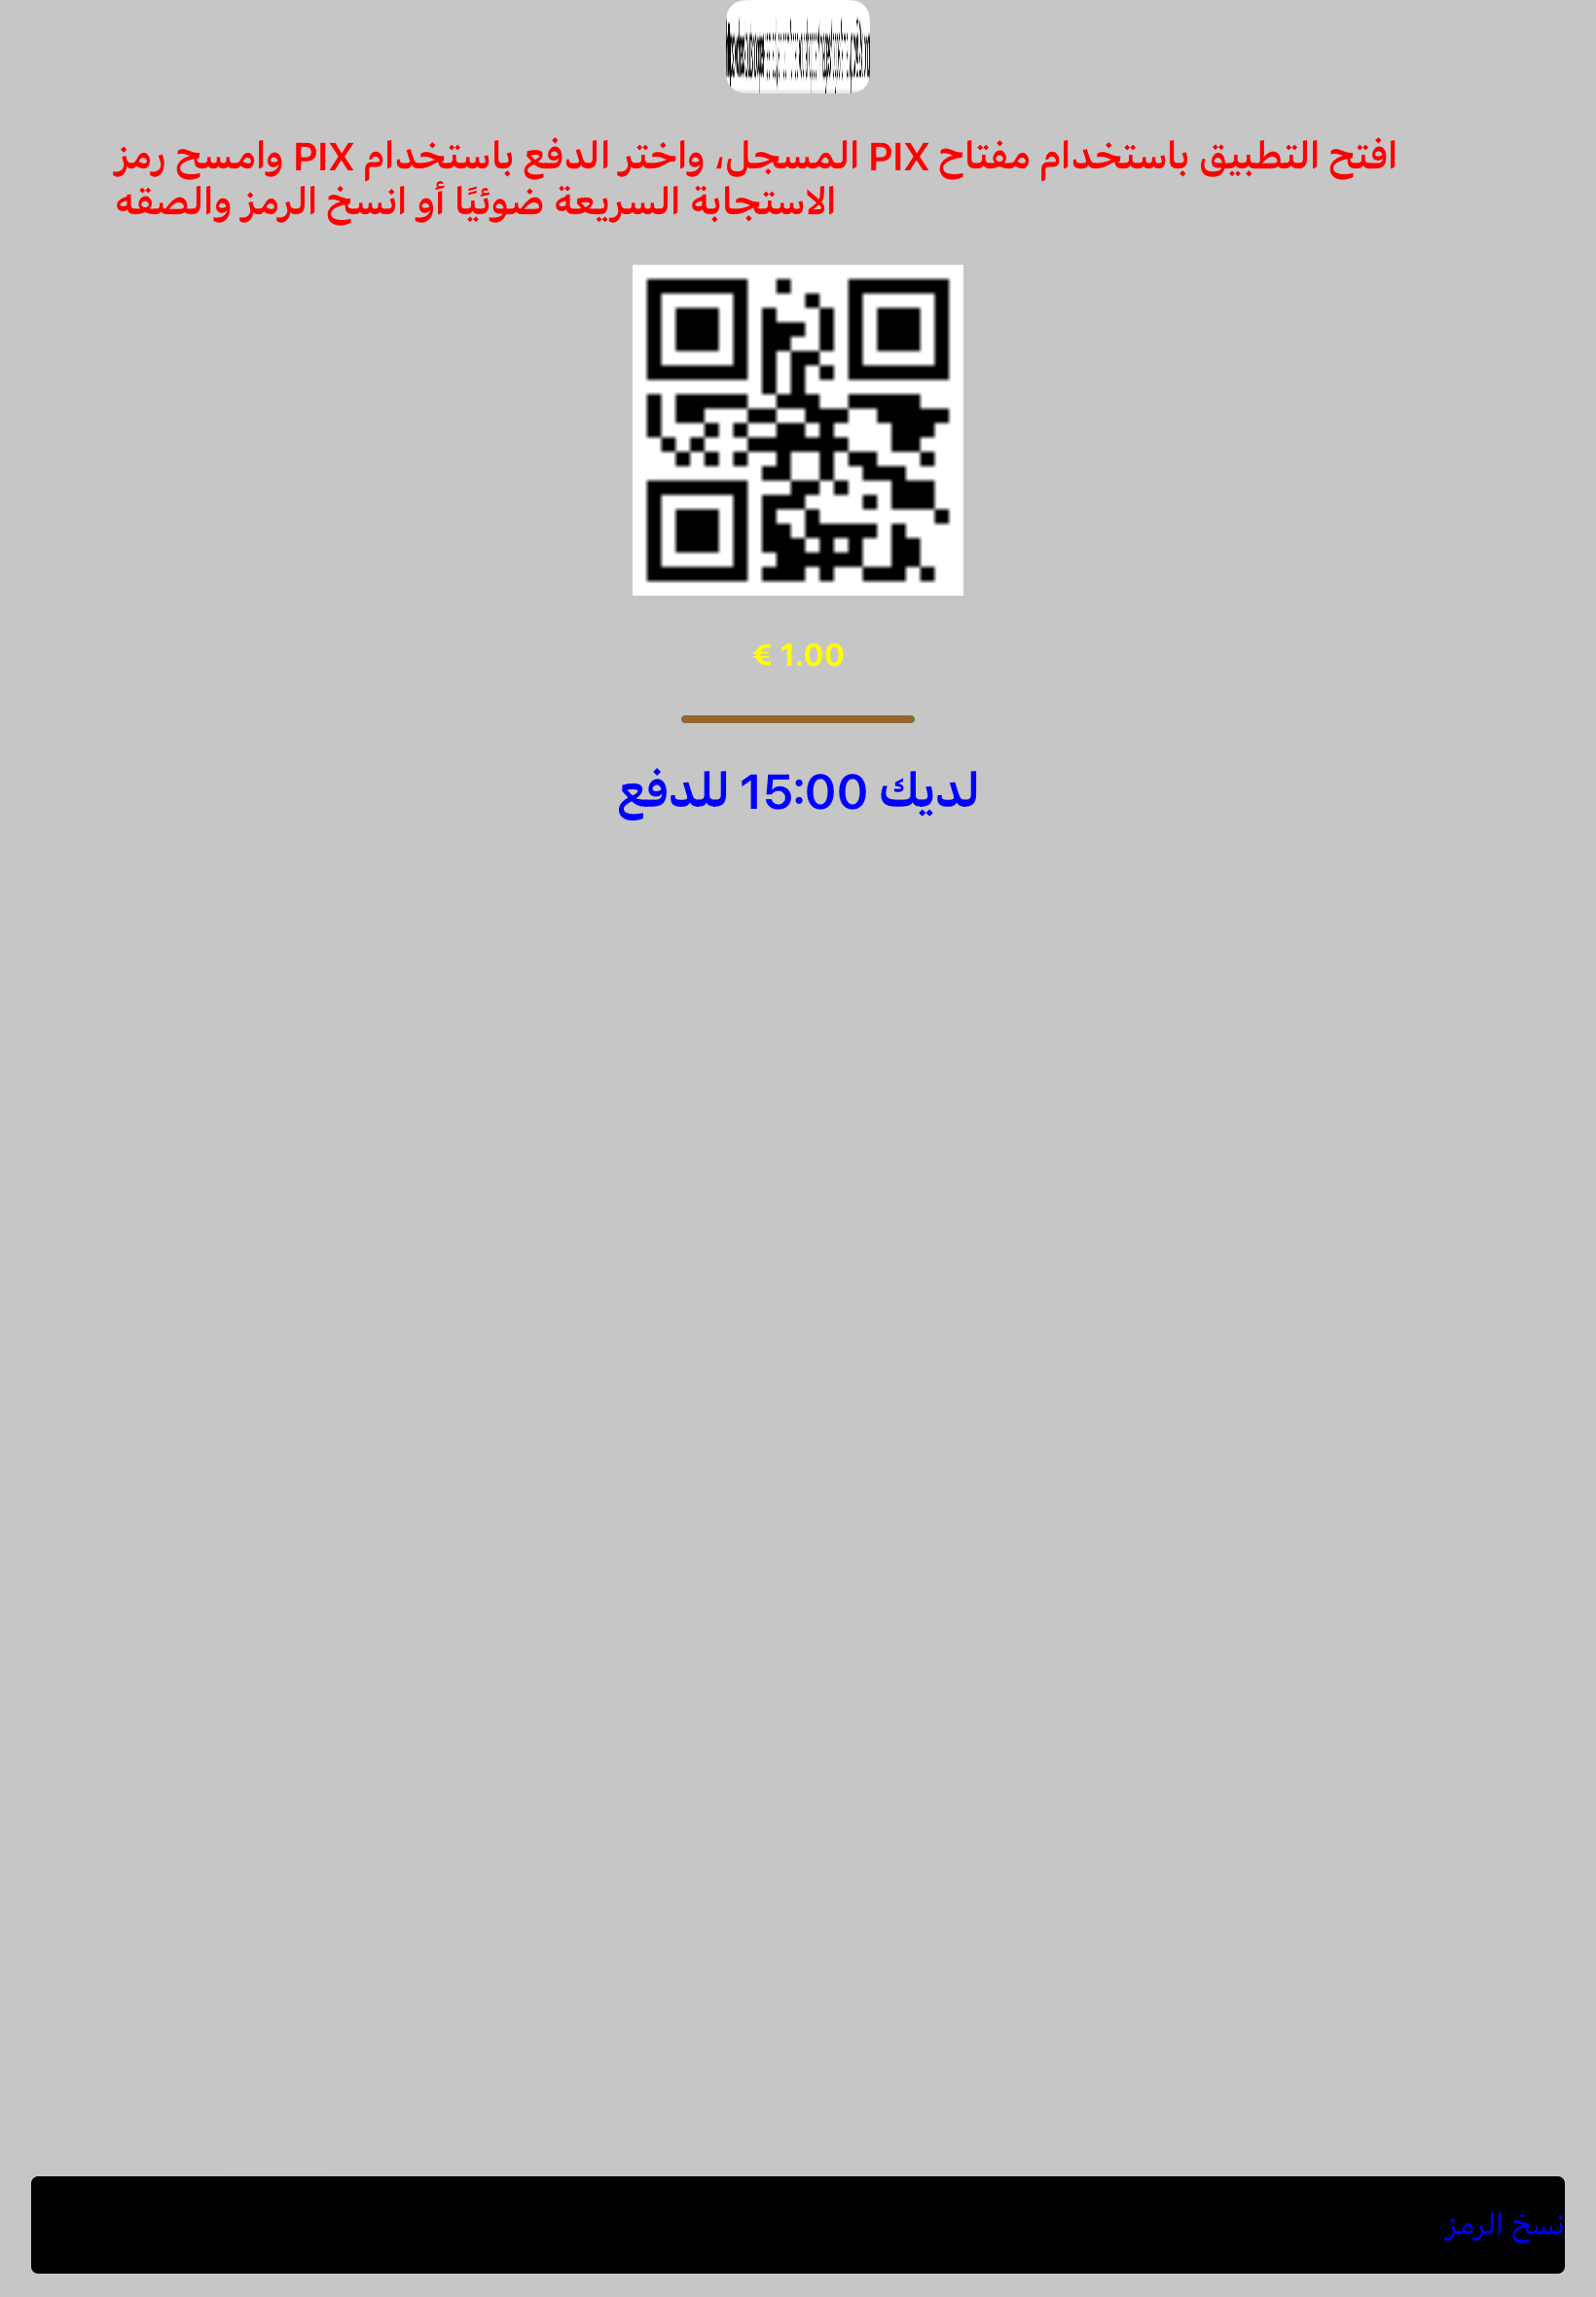 افتح التطبيق باستخدام مفتاح PIX المسجل، واختر الدفع باستخدام PIX وامسح رمز
الاستجابة السريعة ضوئيًا أو انسخ الرمز والصقه
€ 1.00
لديك 15:00 للدفع
نسخ الرمز